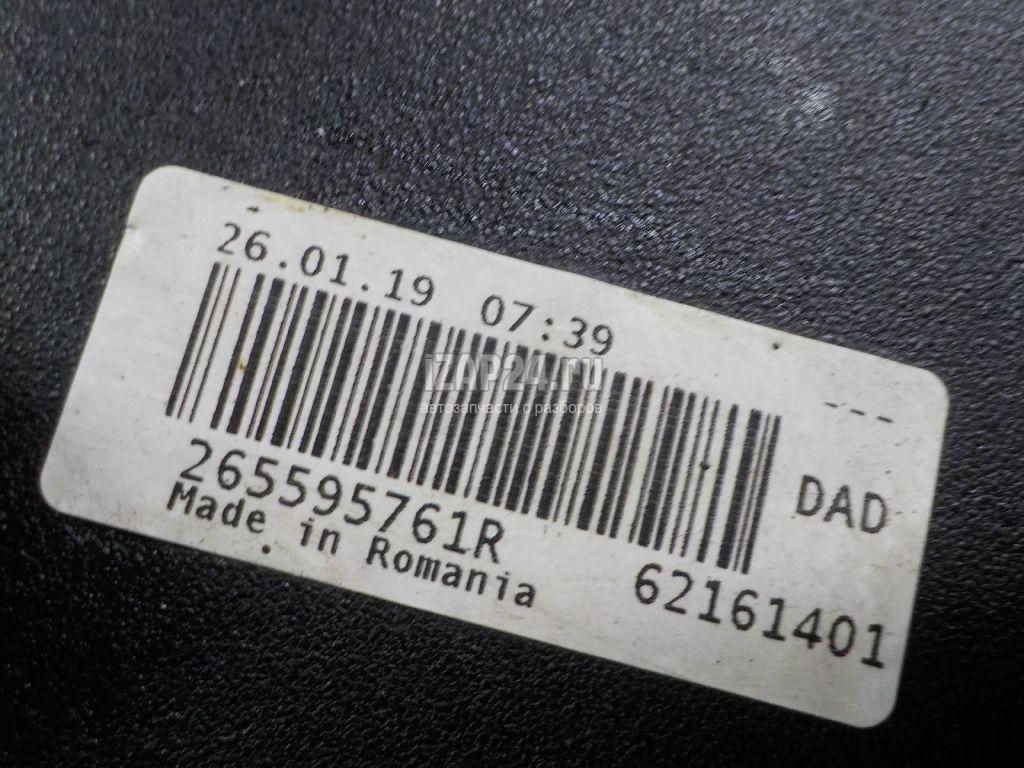 26.01.19 07:39
---
iZAP24.ru
автозапчасти с разборов
DAD
265595761R
62161401
Made in Romania